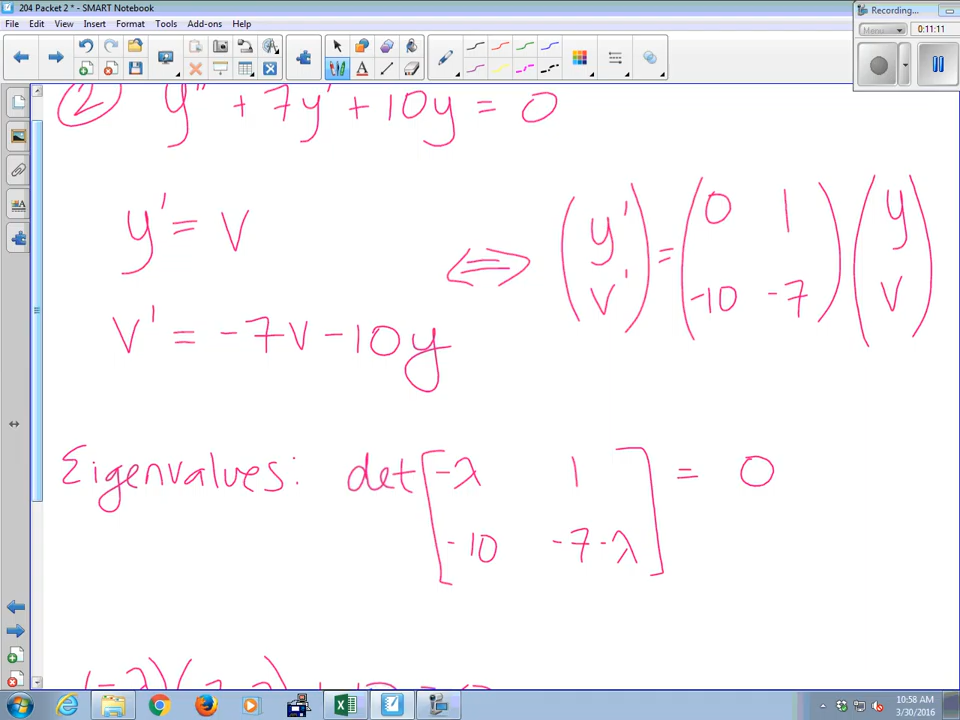 204 Packet 2 * - SMART Notebook
File Edit View Insert Format Tools Add-ons Help
Recording...
Menu
0:11:11
② y'' + 7y' + 10y = 0
y' = v
v' = -7v - 10y
⇔ (y' v') = (0 1 -10 -7) (y v)
Eigenvalues: det [-λ 1 -10 -7-λ] = 0
10:58 AM
3/30/2016